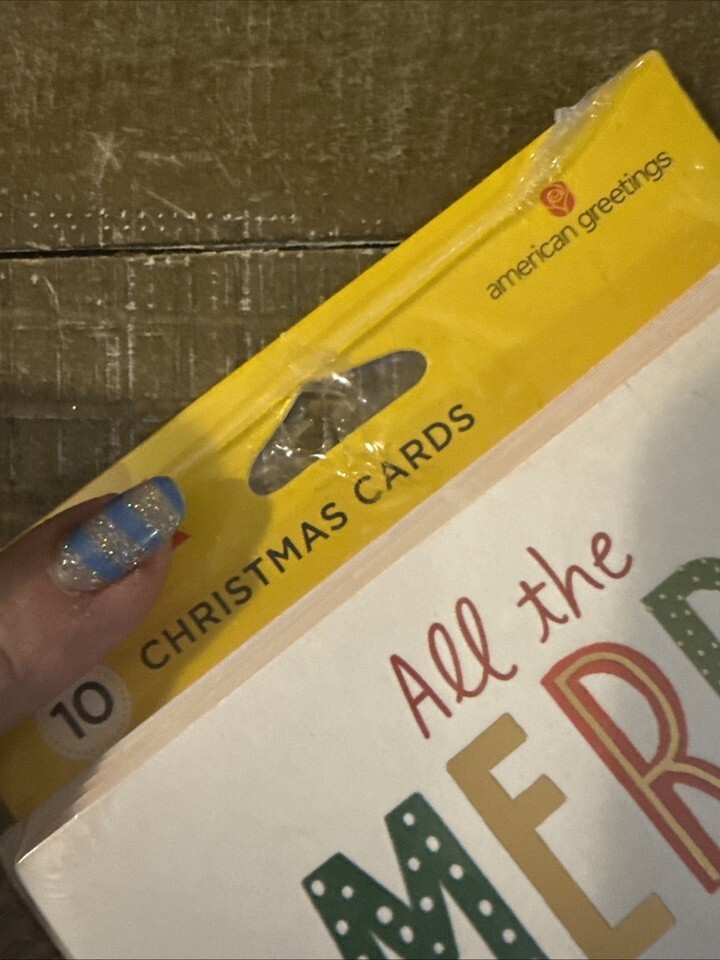 american greetings
10 CHRISTMAS CARDS
All the
MER